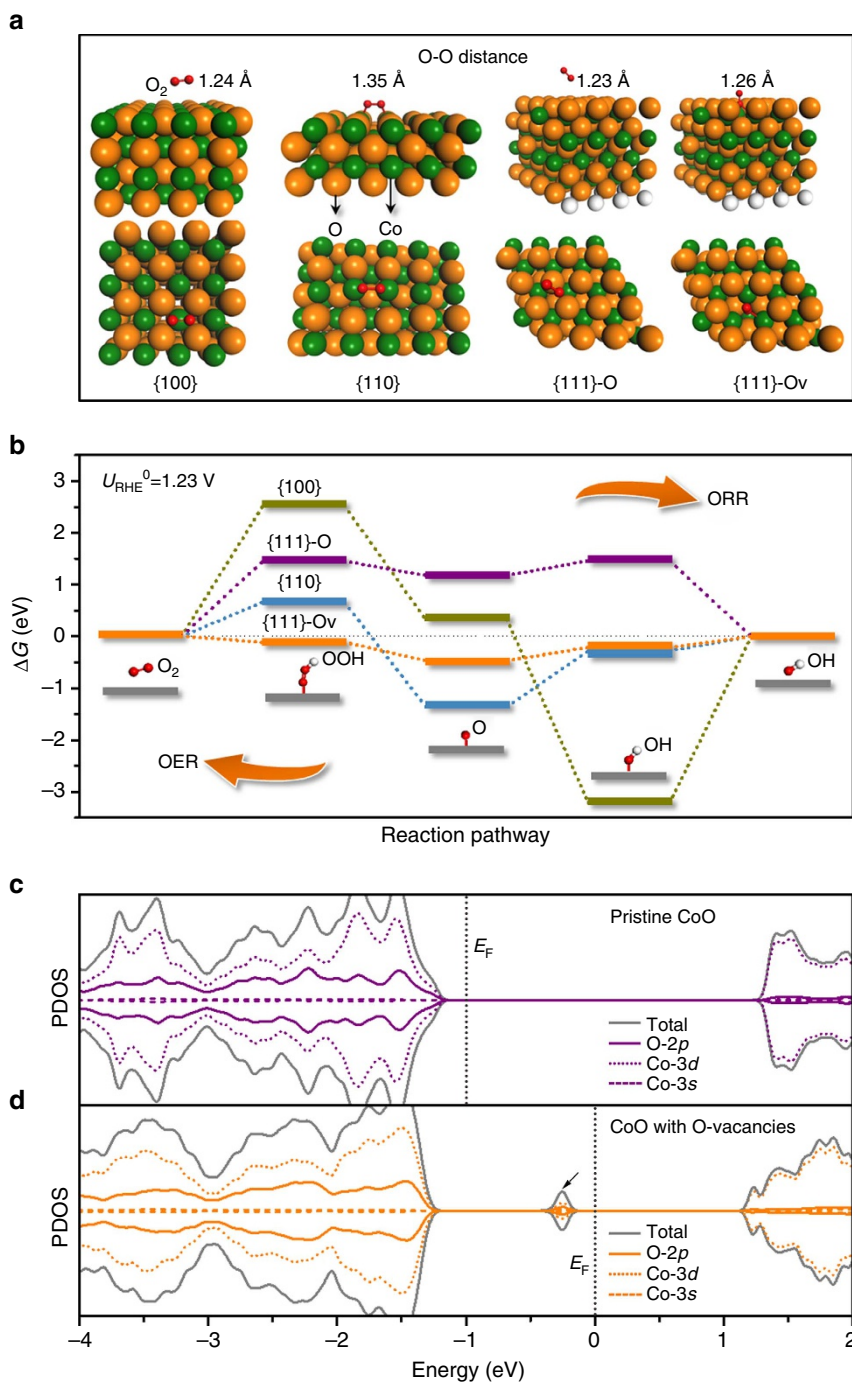 a
O-O distance
O2 1.24 Å 1.35 Å 1.23 Å 1.26 Å
O Co
{100} {110} {111}-O {111}-Ov
b
3
2
1
0
−1
−2
−3
ΔG (eV)
U_RHE^0=1.23 V
{100}
{111}-O
{110}
{111}-Ov
ORR
O2
OOH
O
OH
OH
OER
Reaction pathway
c
PDOS
EF
Pristine CoO
Total
O-2p
Co-3d
Co-3s
d
PDOS
CoO with O-vacancies
EF
Total
O-2p
Co-3d
Co-3s
−4 −3 −2 −1 0 1 2
Energy (eV)